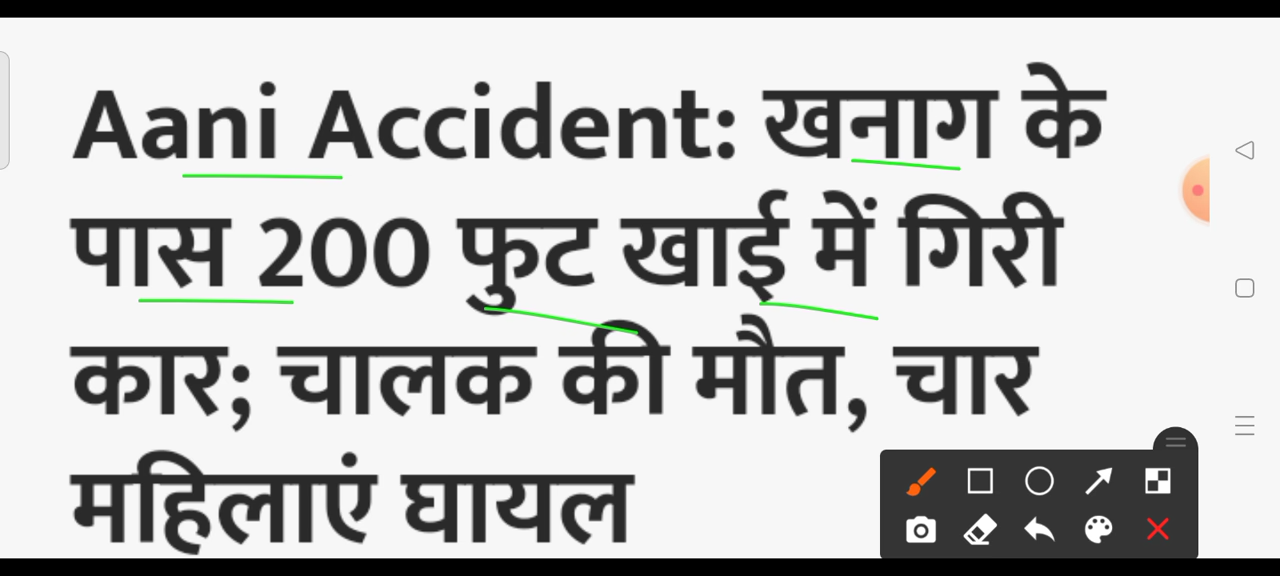 Aani Accident: खनाग के
पास 200 फुट खाई में गिरी
कार; चालक की मौत, चार
महिलाएं घायल